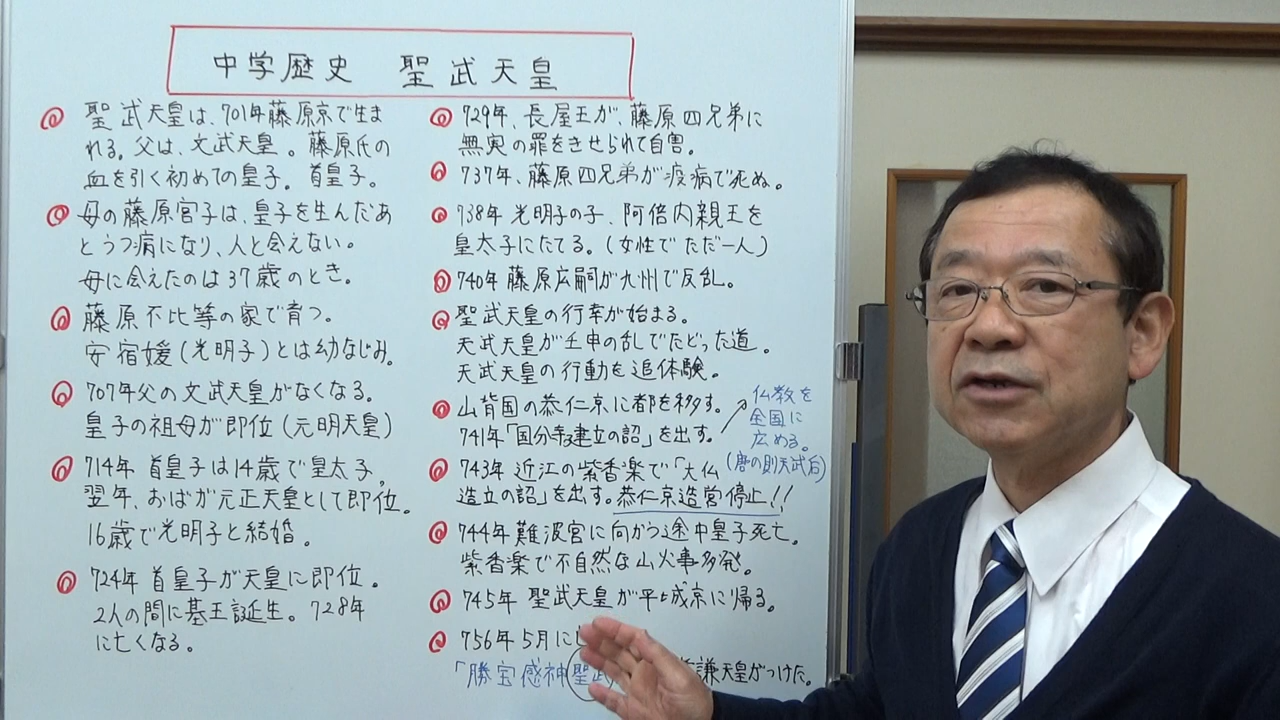 中学歴史 聖武天皇
聖武天皇は、701年藤原京で生ま
れる。父は、文武天皇。藤原氏の
血を引く初めての皇子。首皇子。
母の藤原宮子は、皇子を生んだあ
とうつ病になり、人と会えない。
母に会えたのは37歳のとき。
藤原不比等の家で育つ。
安宿媛(光明子)とは幼なじみ。
707年父の文武天皇がなくなる。
皇子の祖母が即位(元明天皇)
714年 首皇子は14歳で皇太子。
翌年、おばが元正天皇として即位。
16歳で光明子と結婚。
724年 首皇子が天皇に即位。
2人の間に基王誕生。728年
に亡くなる。
729年、長屋王が、藤原四兄弟に
無実の罪をきせられて自害。
737年、藤原四兄弟が疫病で死ぬ。
738年 光明子の子、阿倍内親王を
皇太子にたてる。(女性でただ一人)
740年 藤原広嗣が九州で反乱。
聖武天皇の行幸が始まる。
天武天皇が壬申の乱でたどった道。
天武天皇の行動を追体験。
山背国の恭仁京に都を移す。
741年「国分寺建立の詔」を出す。
仏教を
全国に
広める。
(唐の則天武后)
743年 近江の紫香楽で「大仏
造立の詔」を出す。恭仁京造営停止!!
744年 難波宮に向かう途中皇子死亡。
紫香楽で不自然な山火事多発。
745年 聖武天皇が平城京に帰る。
756年5月に
「勝宝感神聖武
謙天皇がつけた。